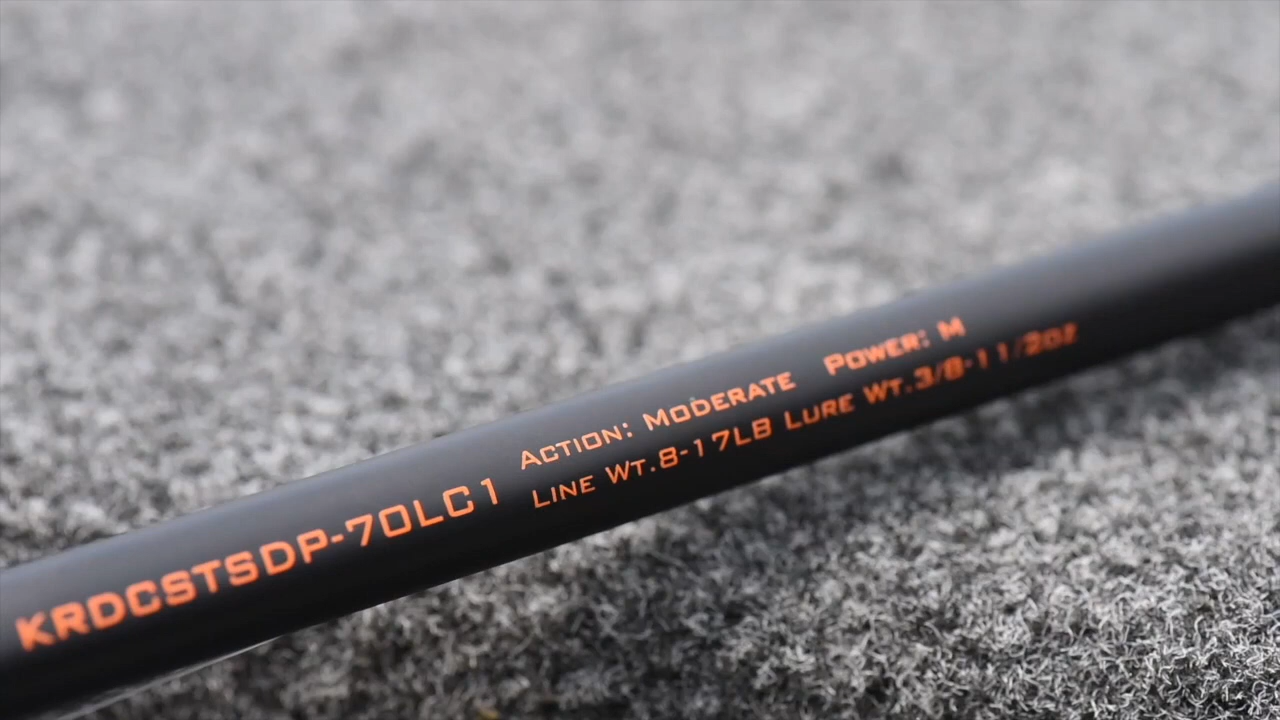 KRDCSTSDP-70LC1
Action: Moderate Power: M
Line Wt.8-17LB Lure Wt.3/8-11/2oz